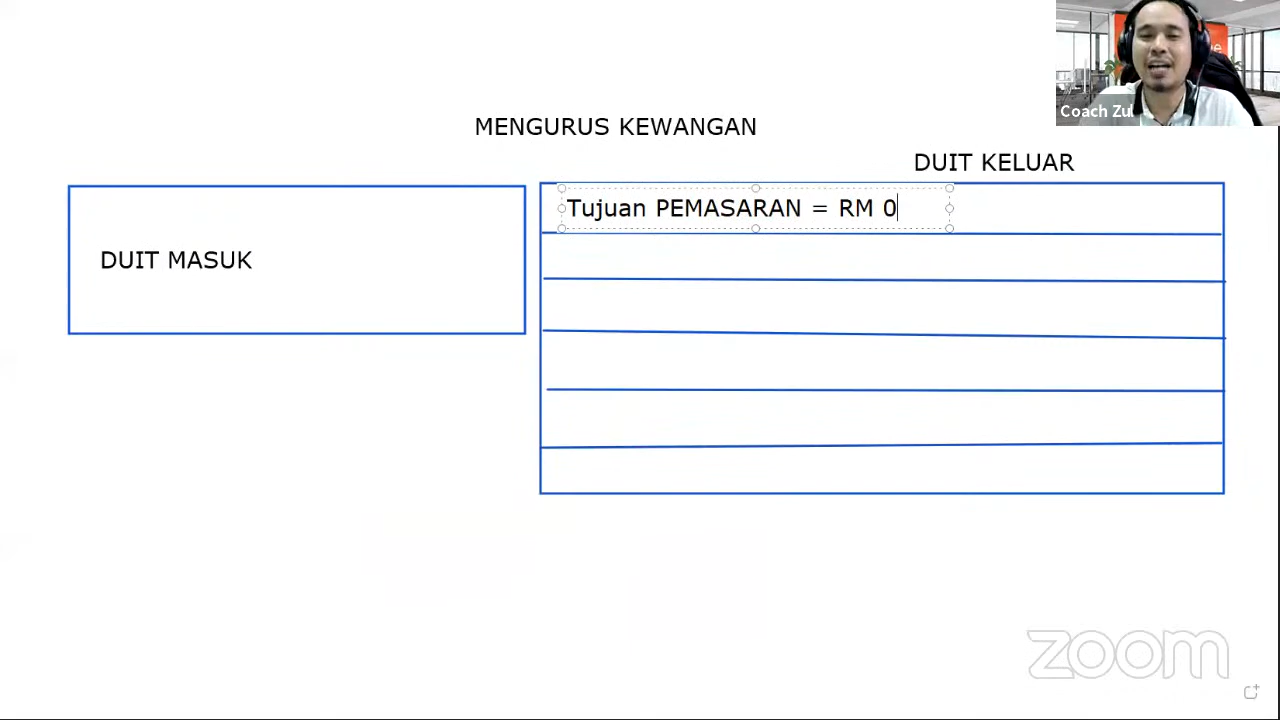 Coach Zul
MENGURUS KEWANGAN
DUIT KELUAR
Tujuan PEMASARAN = RM 0
DUIT MASUK
zoom